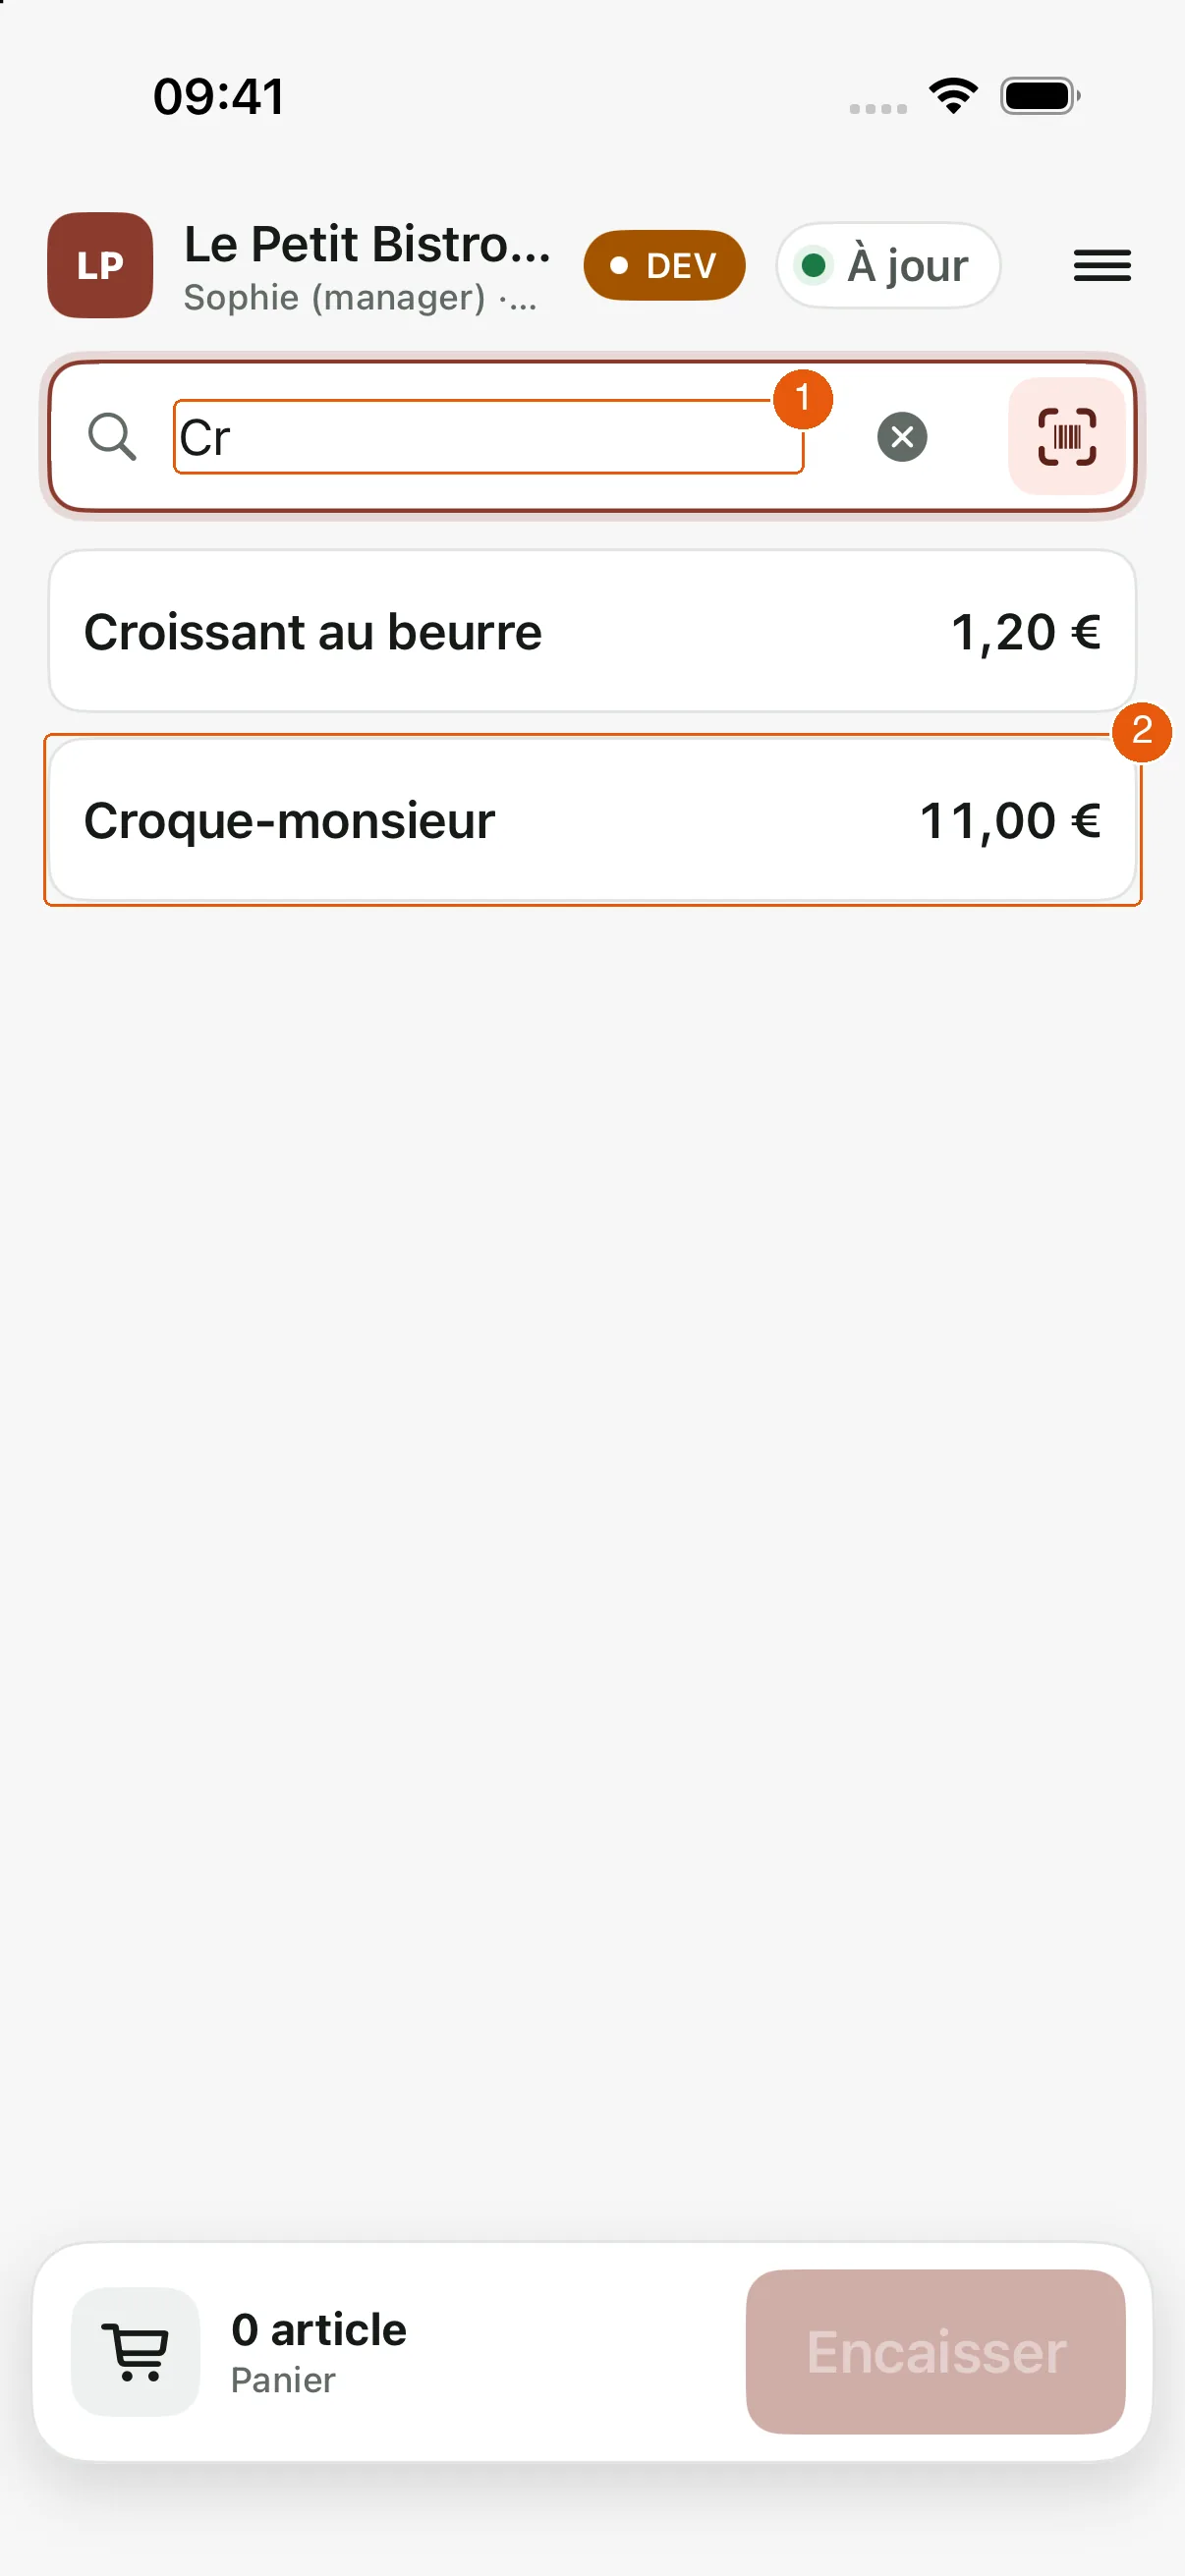 09:41
LP
Le Petit Bistro...
DEV
À jour
Sophie (manager) ·...
Cr
1
Croissant au beurre 1,20 €
2
Croque-monsieur 11,00 €
0 article
Panier
Encaisser